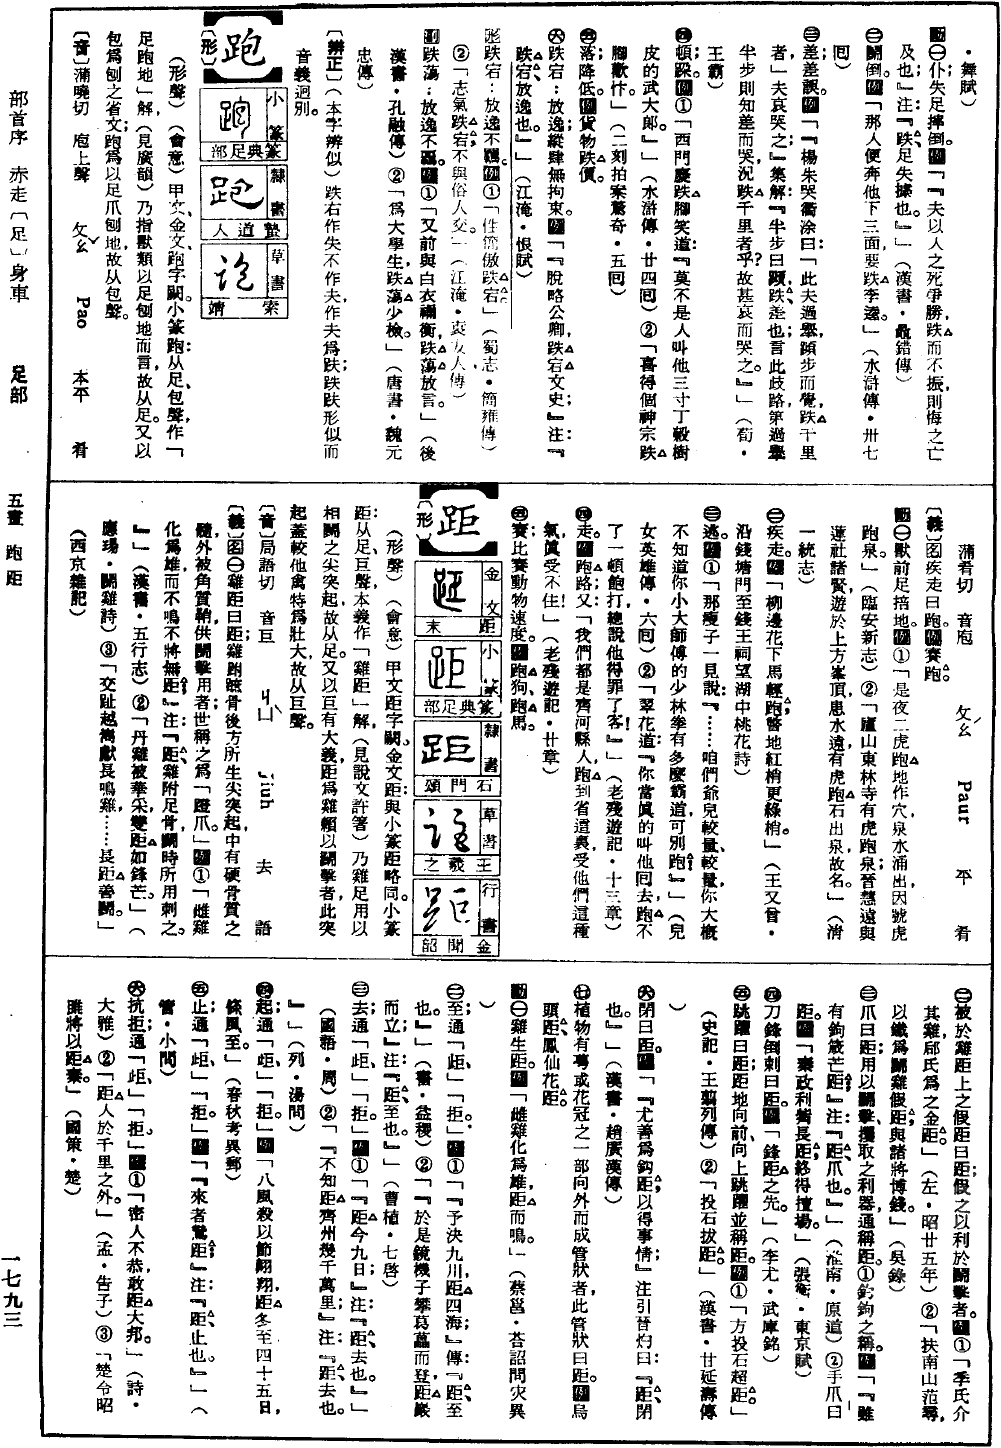 部首序 赤走〔足〕身車 足部 五畫 跑 距 一七九三
・舞賦）
動㊀仆失足摔倒。例「『夫以人之死爭勝，跌而不振，則悔之亡
及也』注：『跌，足失據也。』」（漢書・鼂錯傳）
㊁鬭倒。例「那人便奔他下三面，要跌李逵。」（水滸傳・卅七
回）
㊂差；差誤。例「『楊朱哭衢涂曰：「此夫過舉蹞步而覺跌千里
者」夫哀哭之』集解『半步曰蹞，跌，差也，言此歧路第過舉
半步則知差而哭，況跌千里者乎？故甚哀而哭之。』」（荀・
王霸）
㊃頓；跺。例①「西門慶跌腳笑道：『莫不是人叫他三寸丁穀樹
皮的武大郎。』」（水滸傳・廿四回）②「喜得個神宗跌
腳歡忭」（二刻拍案驚奇・五回）
㊄落；降低。例貨物跌價。
㊅跌宕：放逸，縱肆無拘束。例「『脫略公卿，跌宕文史。』注：『
跌宕，放逸也。』」（江淹・恨賦）
形跌宕：放逸不羈。例①「性簡傲跌宕」（蜀志・簡雍傳）
②「志氣跌宕，不與俗人交」（江淹・袁友人傳）
副跌蕩：放逸不羈。例①「又前與白衣禰衡跌蕩放言。」（後
漢書・孔融傳）②「爲大學生，跌蕩少檢。」（唐書・魏元
忠傳）
〔辨正〕（本字辨似）跌右作失，不作夫，作夫爲趺；跌趺形似而
音義迥別。
跑
〔形〕
小篆 篆典足部
隸書 蟄道人
草書 索靖
（形聲）（會意）甲文、金文跑字闕。小篆跑：从足、包聲，作「
足跑地」解，（見廣韻）乃指獸類以足刨地而言，故从足。又以
包爲刨之省文；跑爲以足爪刨地，故从包聲。
〔音〕蒲曉切 庖上聲 ㄆㄠˇ Pao 本平 肴
蒲肴切 音庖 ㄆㄠˊ Paur 平 肴
〔義〕名疾走曰跑。例賽跑。
動㊀獸前足掊地。例①「是夜二虎跑地作穴，泉水涌出，因號虎
跑泉。」（臨安新志）②「廬山東林寺有虎跑泉，晉慧遠與
蓮社諸賢遊於上方峯頂，患水遠，有虎跑石出泉，故名。」（清
一統志）
㊁疾走。例「柳邊花下馬輕跑，瞥地紅梢更綠梢。」（王又曾・
沿錢塘門至錢王祠望湖中桃花詩）
㊂逃。例①「那瘦子一見，說：『……咱們爺兒較量較量，你大概
不知道你小大師傅的少林拳有多麼霸道，可別跑。』」（兒
女英雄傳・六回）②「翠花道：『你當眞的叫他回去，跑不
了一頓飽打，總說他得罪了客！』」（老殘遊記・十三章）
㊃走。例跑路。又「我們都是齊河縣人，跑到省這裏受他們這種
氣，眞受不住！」（老殘遊記・廿章）
㊄賽；比賽動物速度。例跑狗，跑馬。
距
〔形〕
金文 距末
小篆 篆典足部
隸書 石門頌
草書 王羲之
行書 金聞韶
（形聲）（會意）甲文距字闕。金文距：與小篆距略同。小篆
距：从足、巨聲，本義作「雞距」解，（見說文許箸）乃雞足用以
相鬭之尖突起，故从足。又以巨有大義，距爲雞賴以鬭擊者，此突
起蓋較他禽特爲壯大，故从巨聲。
〔音〕局語切 音巨 ㄐㄩˋ Jiuh 去 語
〔義〕名㊀雞距曰距；雞跗蹠骨後方所生尖突起，中有硬骨質之
髓，外被角質鞘，供鬭擊用者；世稱之爲「蹬爪。」例①「雌雞
化爲雄，而不鳴不將無距。』注：『距，雞附足骨，鬭時所用刺之。
』」（漢書・五行志）②「丹雞被華采，雙距如鋒芒。」（
應瑒・鬭雞詩）③「交趾越巂獻長鳴雞……長距善鬭。」
（西京雜記）
㊁被於雞距上之假距曰距；假之以利於鬭擊者。例①「季氏介
其雞，郈氏爲之金距。」（左・昭廿五年）②「扶南山范尋，
以鐵爲鬭雞假距，與諸將博錢。」（吳錄）
㊂爪曰距；用以鬭擊攫取之利器通稱距。①鉤鉤之稱。例「『雖
有鉤箴芒距』注：『距，爪也。』」（淮南・原道）②手爪曰
距。例「秦政利觜長距，終得擅場。」（張衡・東京賦）
㊃刀鋒倒刺曰距。例「鋒距之先。」（李尤・武庫銘）
㊄跳躍曰距；距地向前、向上跳躍並稱距。例①「方投石超距。」
（史記・王翦列傳）②「投石拔距。」（漢書・甘延壽傳
）
㊅閉曰距。例「『尤善爲鉤距，以得事情』注引晉灼曰：『距，閉
也。』」（漢書・趙廣漢傳）
㊆植物有萼或花冠之一部向外而成管狀者，此管狀曰距。例烏
頭距，鳳仙花距。
動㊀雞生距。例「雌雞化爲雄，距而鳴。」（蔡邕・荅詔問灾異
）
㊁至；通「歫、」「拒。」例①「『予決九川，距四海』傳：『距，至
也。』」（書・益稷）②「『於是鏡機子攀葛藟而登，距巖
而立』注：『距，至也。』」（曹植・七啓）
㊂去；通「歫、」「拒。」例①「『距今九日』注：『距，去也。』」
（國語・周）②「『不知距齊州幾千萬里』注：『距，去也。
』」（列・湯問）
㊃起；通「歫、」「拒。」例「八風殺以節翺翔，距冬至四十五日，
條風至。」（春秋考異郵）
㊄止；通「歫、」「拒。」例「『來者鷔距』注：『距，止也。』」（
管・小問）
㊅抗拒；通「歫、」「拒。」例①「密人不恭，敢距大邦。」（詩・
大雅）②「距人於千里之外。」（孟・告子）③「楚令昭
雎將以距秦。」（國策・楚）